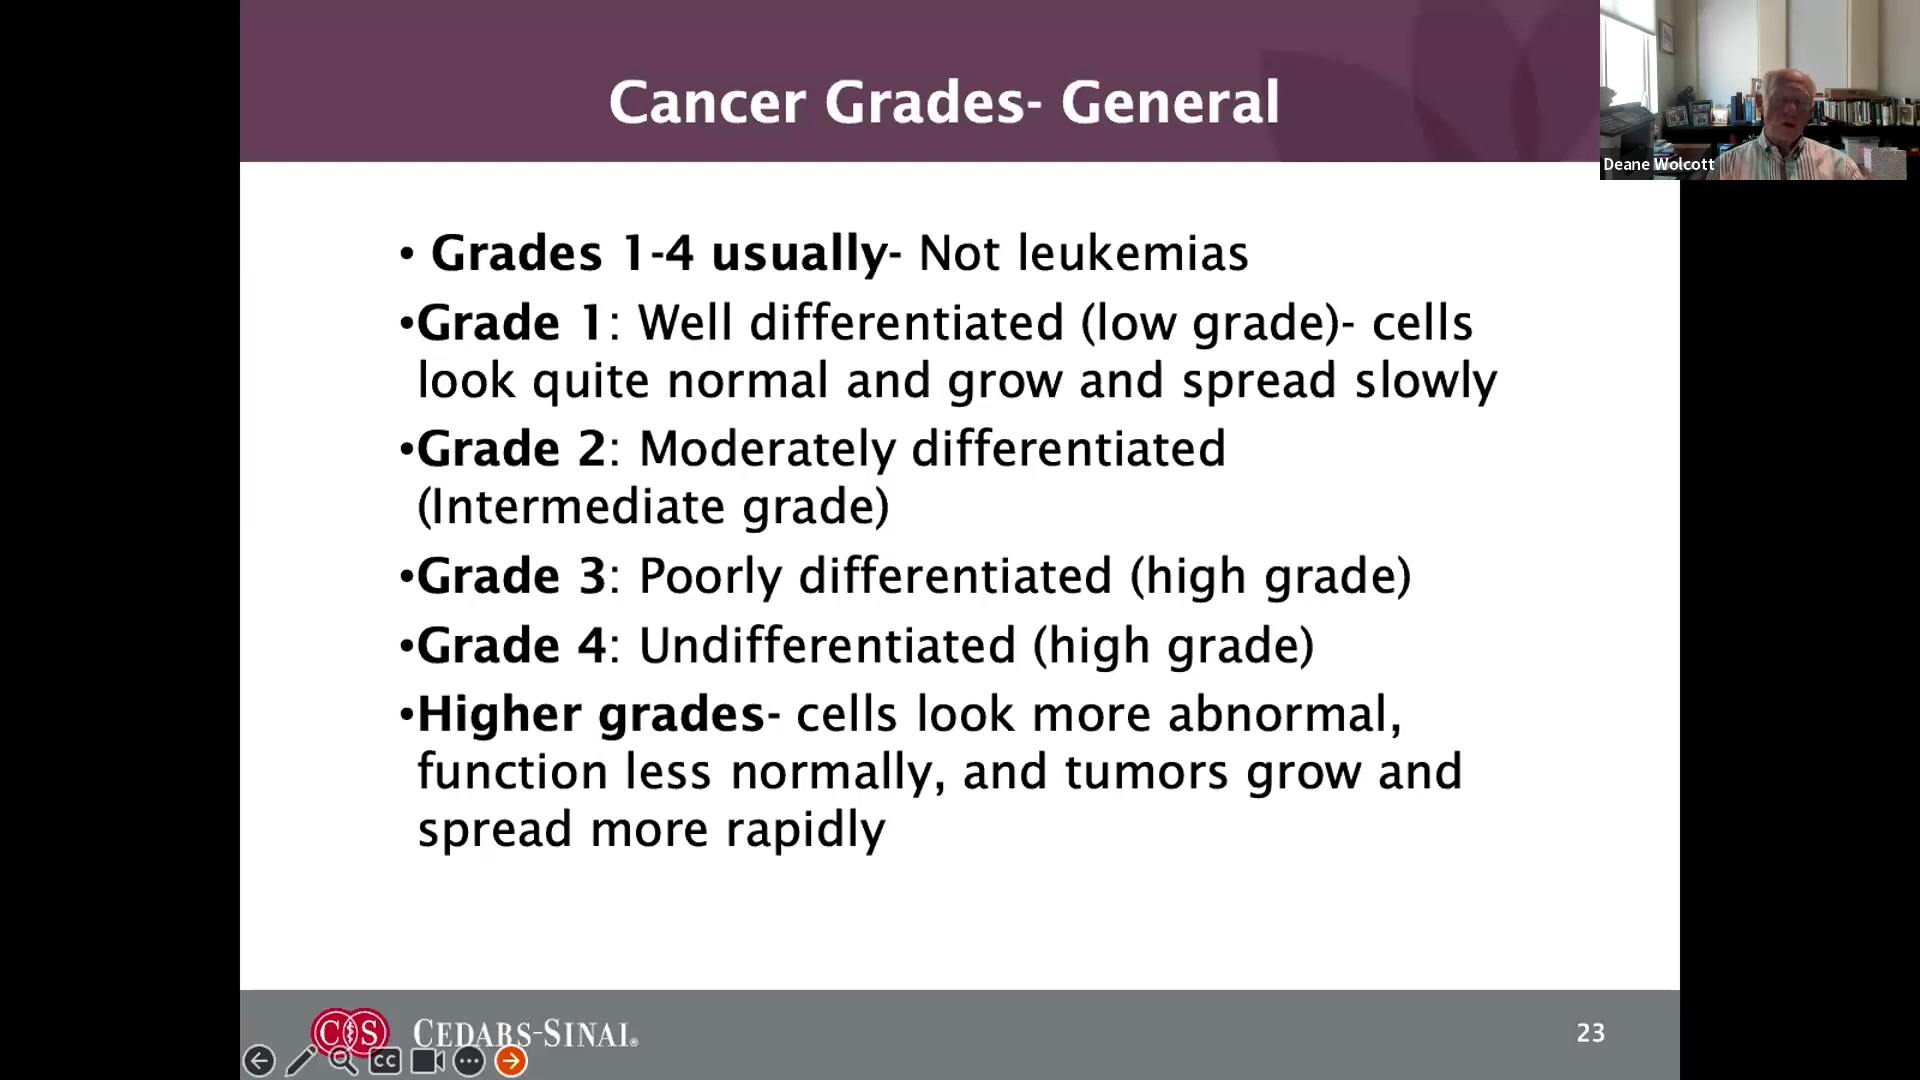 Cancer Grades- General
Deane Wolcott
• Grades 1-4 usually- Not leukemias
•Grade 1: Well differentiated (low grade)- cells
look quite normal and grow and spread slowly
•Grade 2: Moderately differentiated
(Intermediate grade)
•Grade 3: Poorly differentiated (high grade)
•Grade 4: Undifferentiated (high grade)
•Higher grades- cells look more abnormal,
function less normally, and tumors grow and
spread more rapidly
CS CEDARS-SINAI®
23
CC